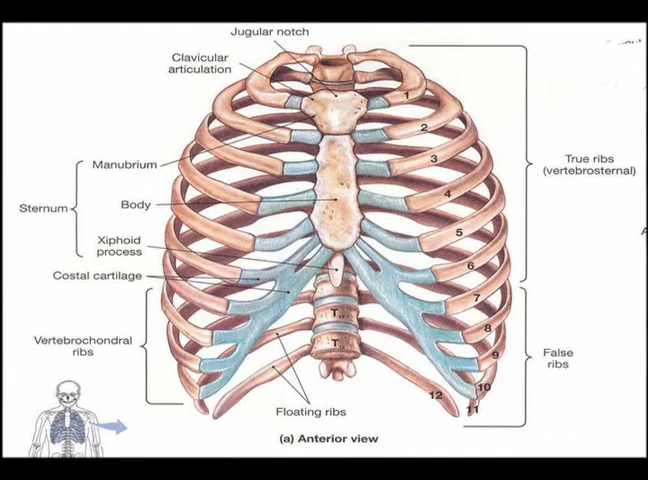 Jugular notch
Clavicular
articulation
Manubrium
Sternum
Body
Xiphoid
process
Costal cartilage
Vertebrochondral
ribs
Floating ribs
(a) Anterior view
True ribs
(vertebrosternal)
False
ribs
1
2
3
4
5
6
7
8
9
10
11
12